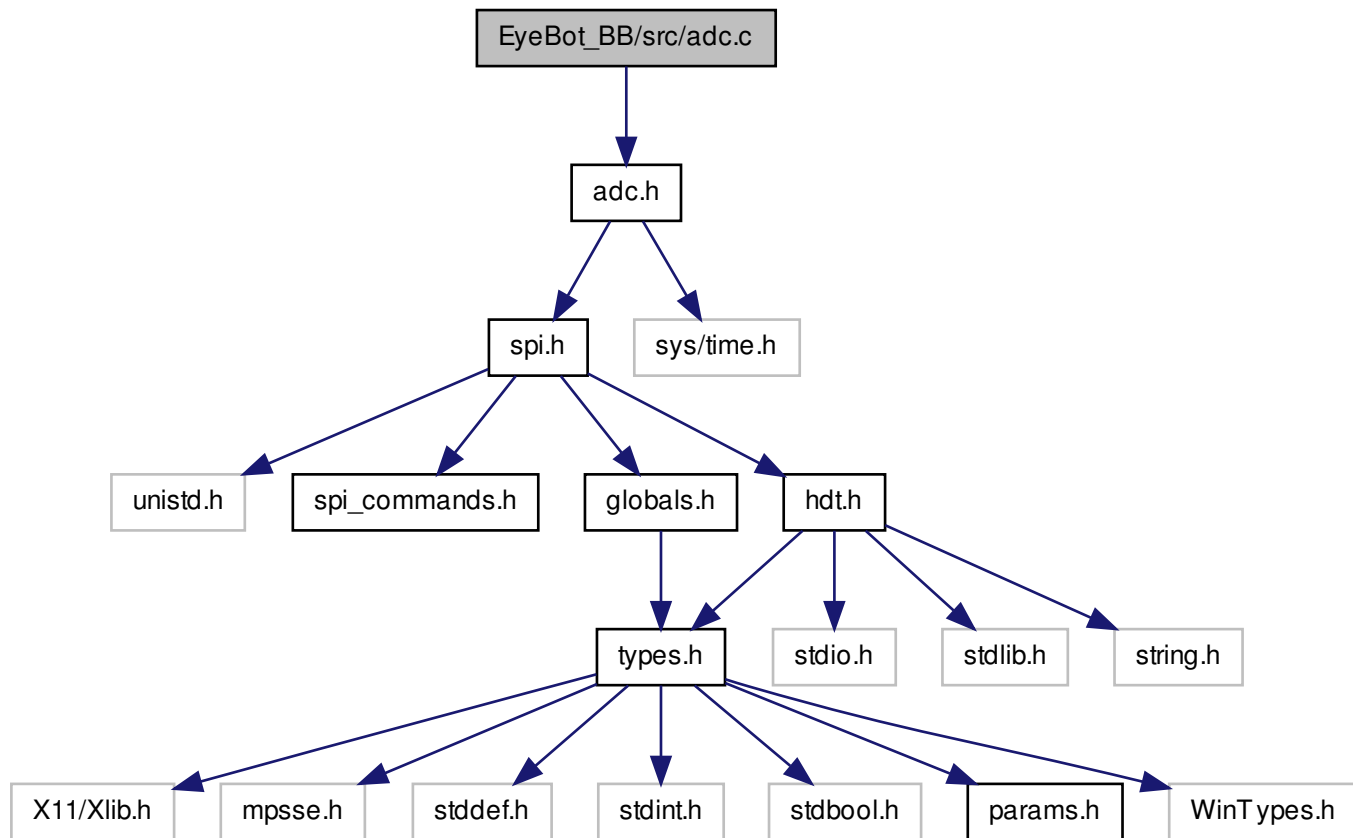 EyeBot_BB/src/adc.c
adc.h
spi.h
sys/time.h
unistd.h
spi_commands.h
globals.h
hdt.h
types.h
stdio.h
stdlib.h
string.h
X11/Xlib.h
mpsse.h
stddef.h
stdint.h
stdbool.h
params.h
WinTypes.h